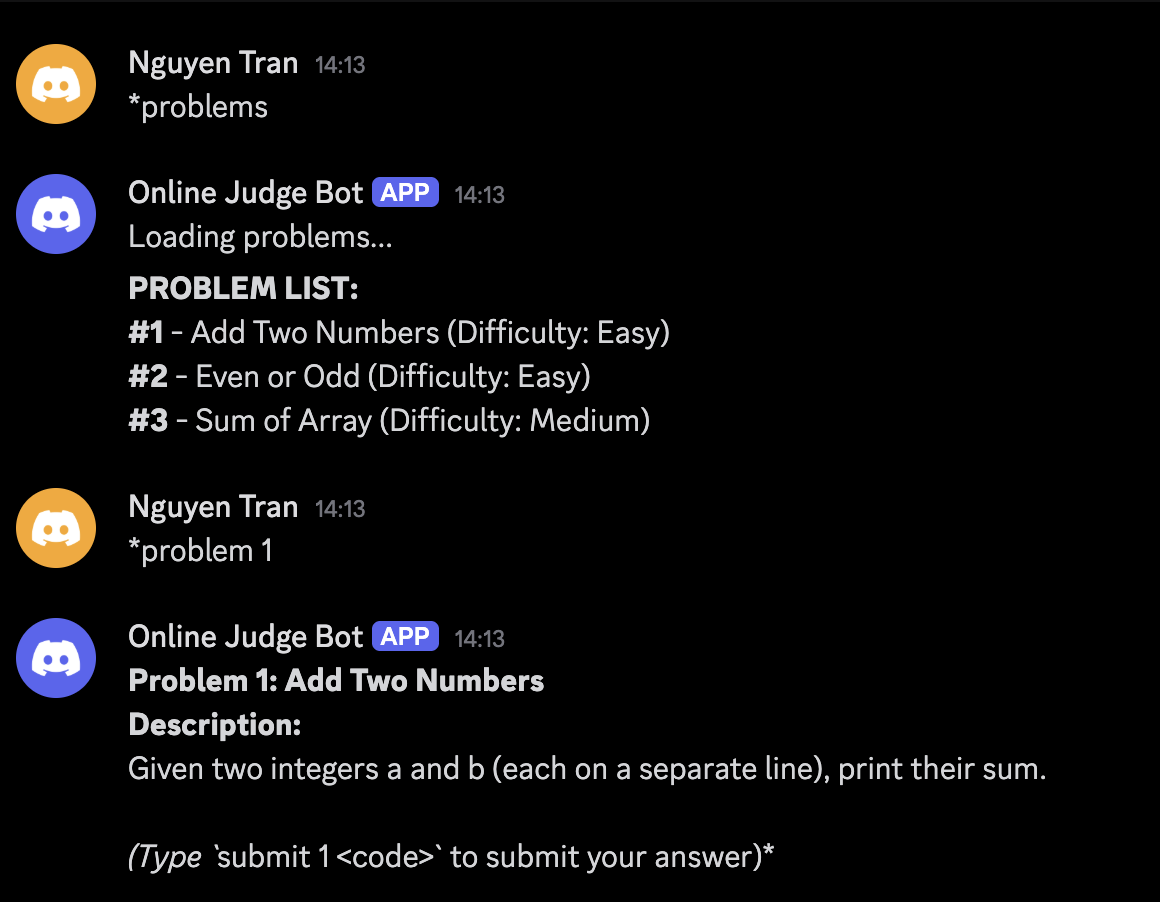 Nguyen Tran 14:13
*problems
Online Judge Bot APP 14:13
Loading problems...
PROBLEM LIST:
#1 - Add Two Numbers (Difficulty: Easy)
#2 - Even or Odd (Difficulty: Easy)
#3 - Sum of Array (Difficulty: Medium)
Nguyen Tran 14:13
*problem 1
Online Judge Bot APP 14:13
Problem 1: Add Two Numbers
Description:
Given two integers a and b (each on a separate line), print their sum.
(Type `submit 1 <code>` to submit your answer)*